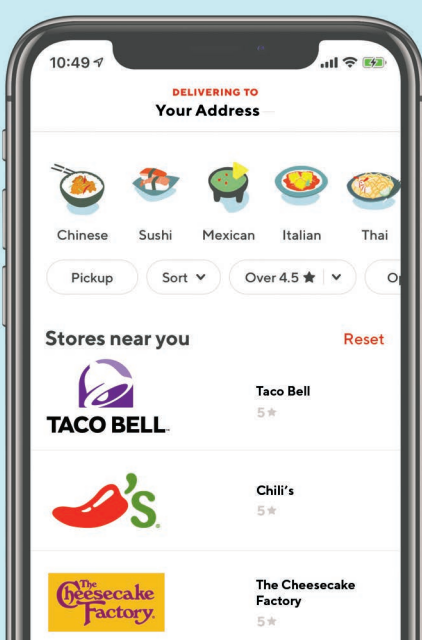 10:49
DELIVERING TO
Your Address
Chinese Sushi Mexican Italian Thai
Pickup Sort Over 4.5 ★
Stores near you Reset
TACO BELL
Taco Bell
5★
'S
Chili's
5★
The
Cheesecake
Factory.
The Cheesecake
Factory
5★